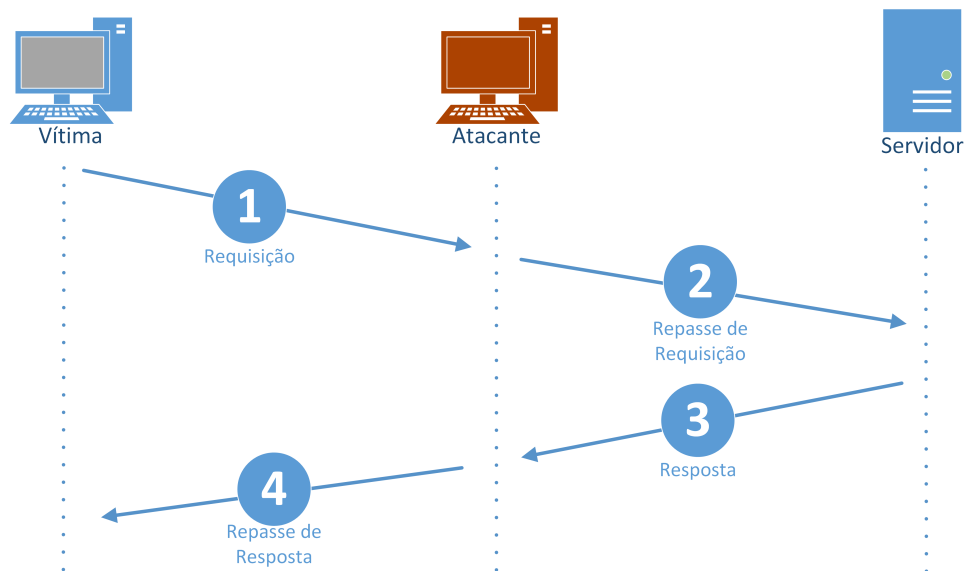 Vítima
Atacante
Servidor
1
Requisição
2
Repasse de
Requisição
3
Resposta
4
Repasse de
Resposta